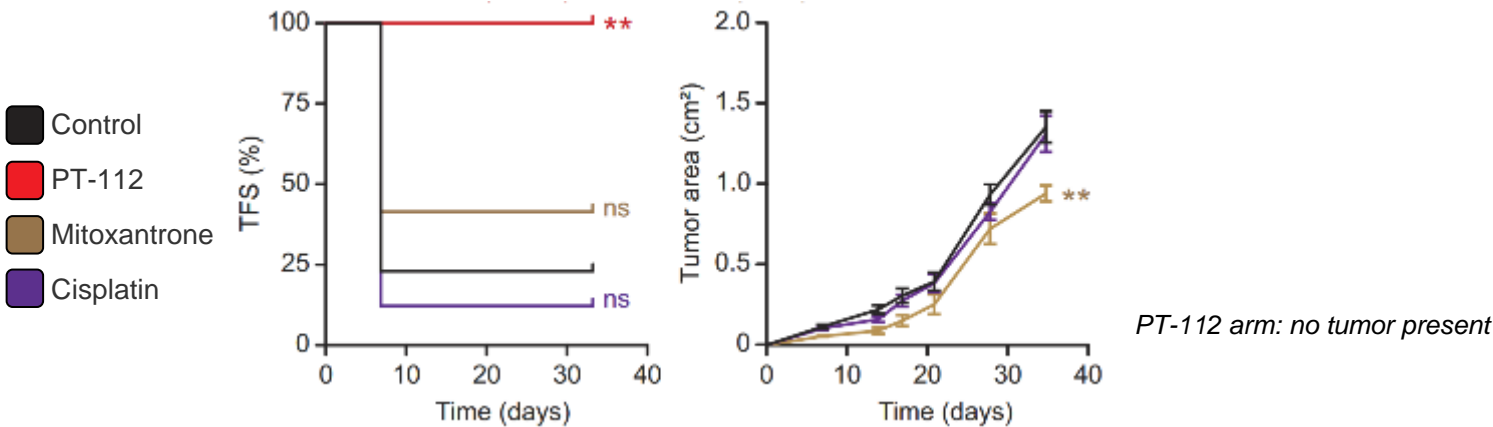 Control
PT-112
Mitoxantrone
Cisplatin
TFS (%)
100
75
50
25
0
0 10 20 30 40
Time (days)
**
ns
ns
Tumor area (cm²)
2.0
1.5
1.0
0.5
0
0 10 20 30 40
Time (days)
**
PT-112 arm: no tumor present